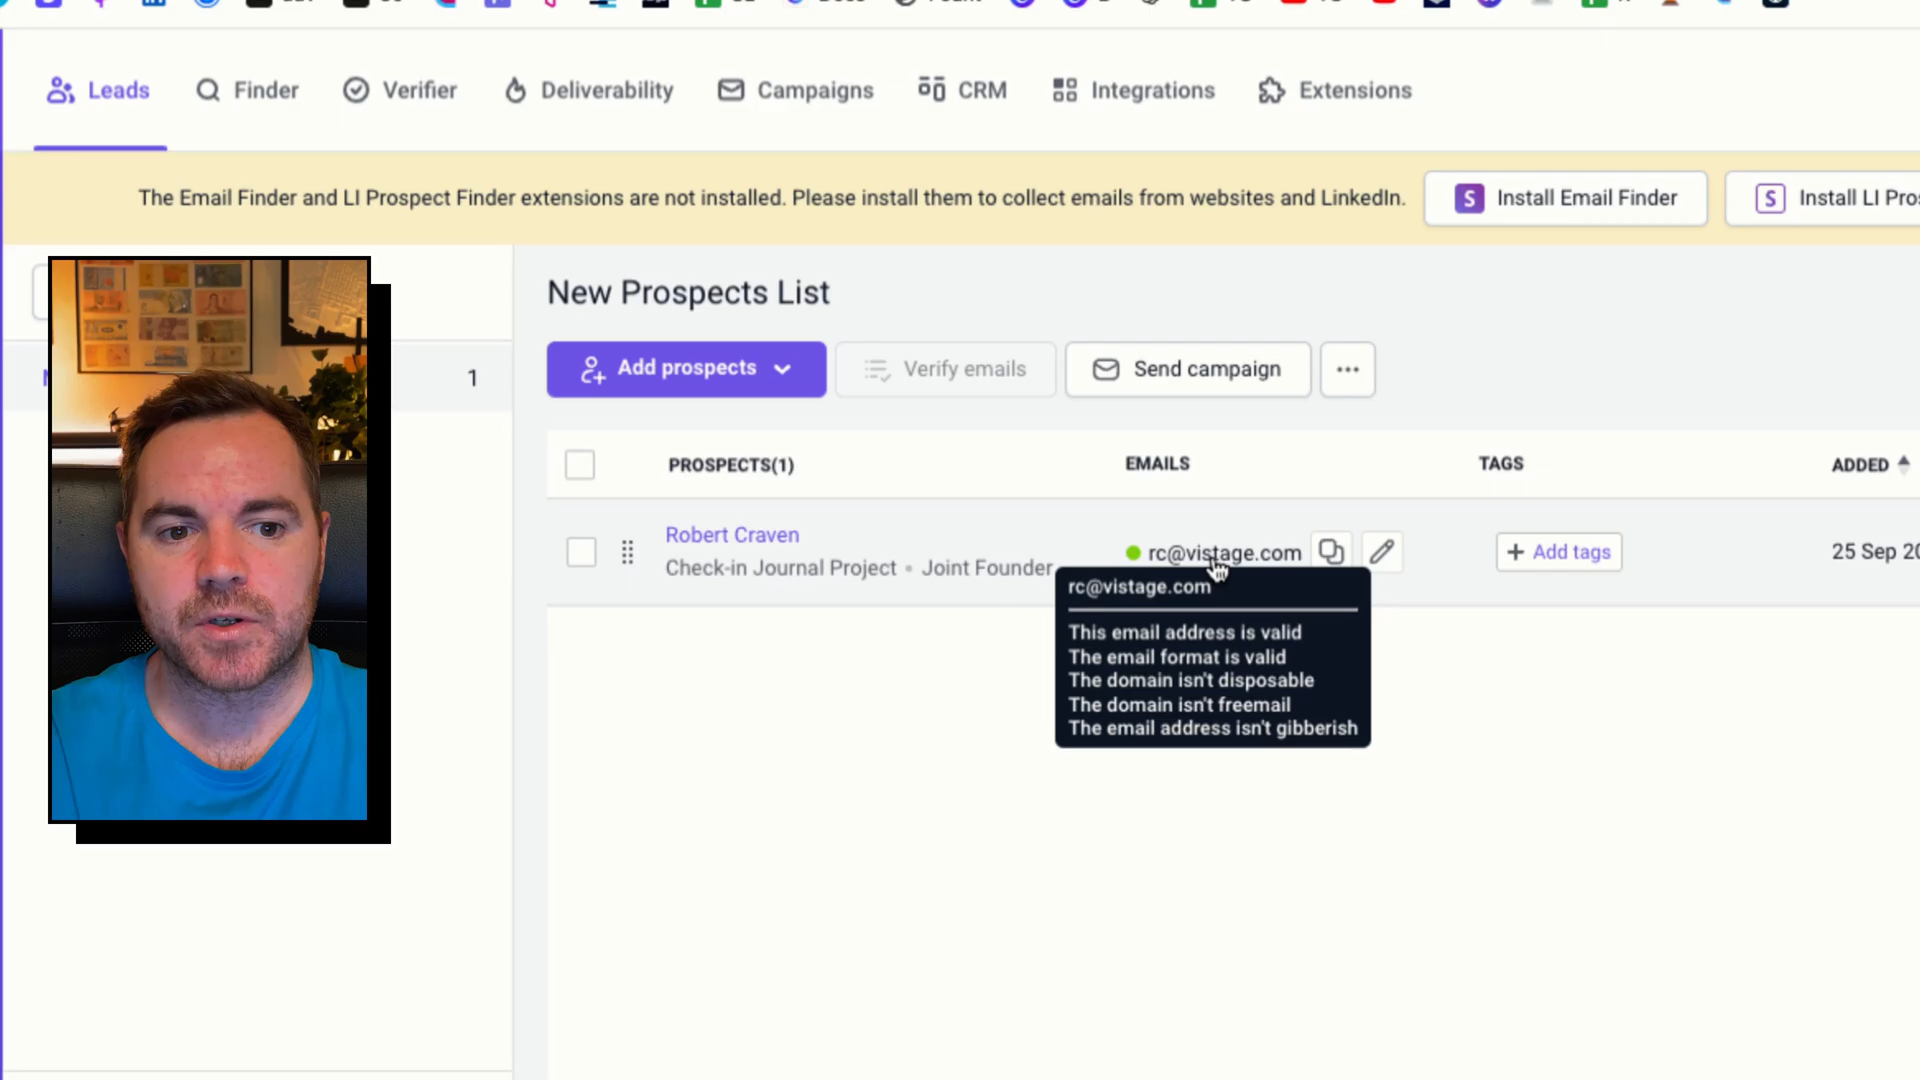 Leads Finder Verifier Deliverability Campaigns CRM Integrations Extensions
The Email Finder and LI Prospect Finder extensions are not installed. Please install them to collect emails from websites and LinkedIn.
S Install Email Finder
S Install LI
New Prospects List
1
Add prospects
Verify emails
Send campaign
PROSPECTS(1) EMAILS TAGS ADDED
Robert Craven
Check-in Journal Project • Joint Founder
rc@vistage.com
+ Add tags
25 Sep
rc@vistage.com
This email address is valid
The email format is valid
The domain isn't disposable
The domain isn't freemail
The email address isn't gibberish